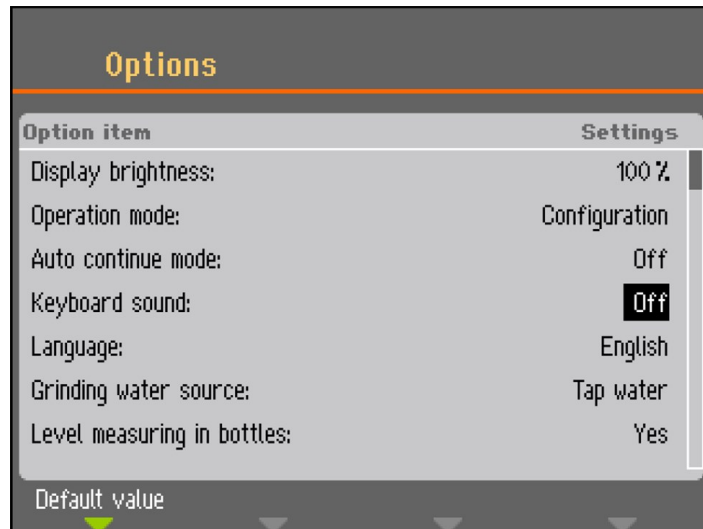 Options
Option item Settings
Display brightness: 100 %
Operation mode: Configuration
Auto continue mode: Off
Keyboard sound: Off
Language: English
Grinding water source: Tap water
Level measuring in bottles: Yes
Default value